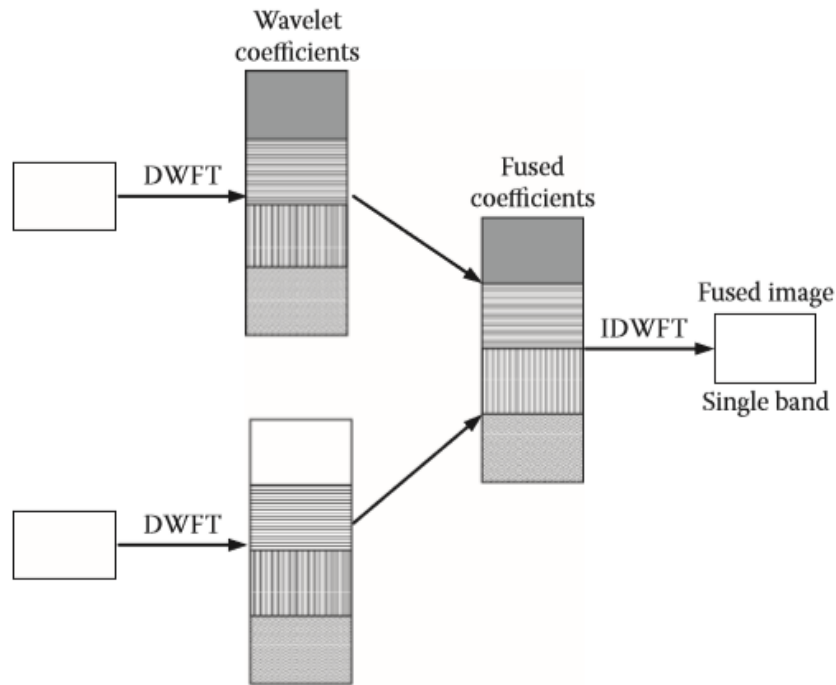 Wavelet
coefficients
DWFT
Fused
coefficients
Fused image
IDWFT
Single band
DWFT